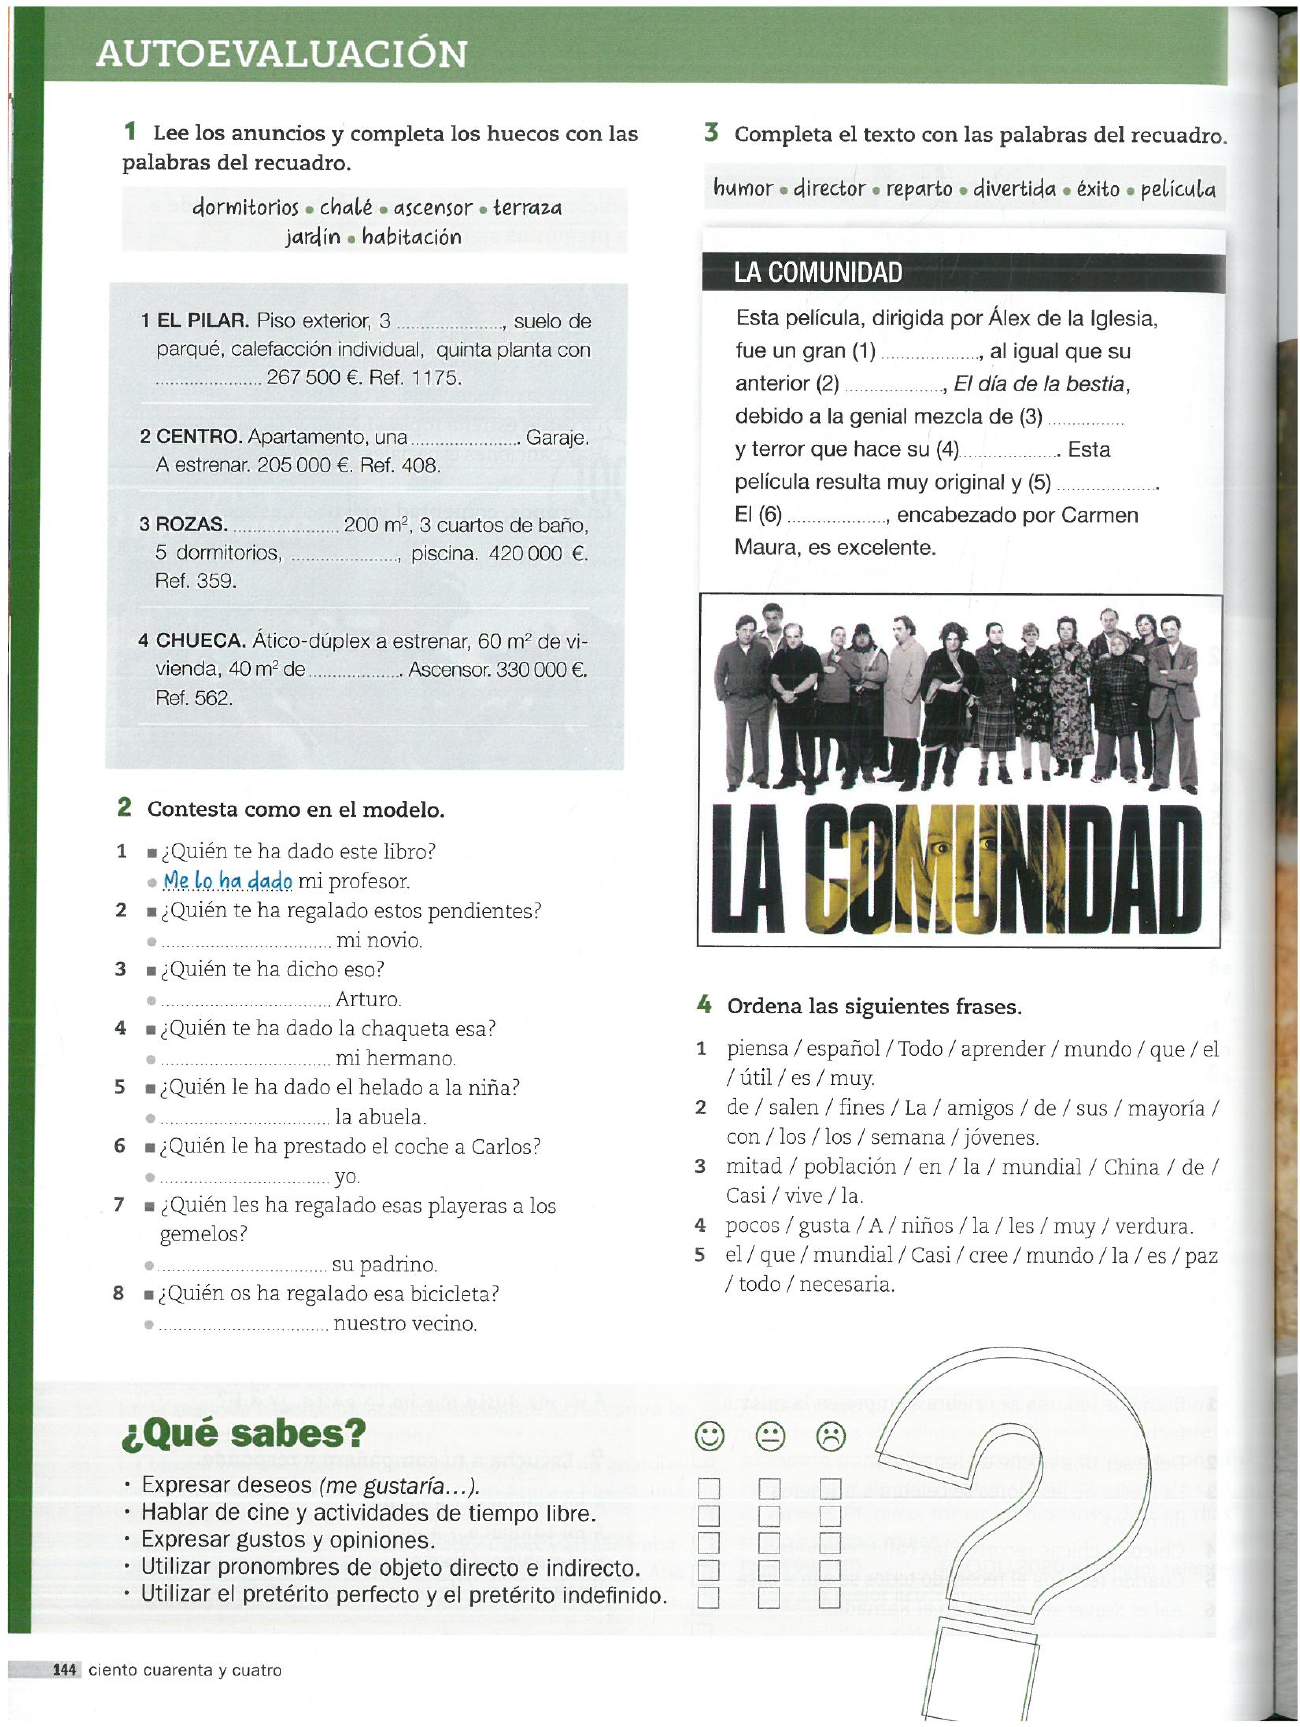 AUTOEVALUACIÓN
1 Lee los anuncios y completa los huecos con las
palabras del recuadro.
dormitorios • chalé • ascensor • terraza
jardín • habitación
1 EL PILAR. Piso exterior, 3 ......................, suelo de
parqué, calefacción individual, quinta planta con
...................... 267 500 €. Ref. 1175.
2 CENTRO. Apartamento, una ...................... . Garaje.
A estrenar. 205 000 €. Ref. 408.
3 ROZAS. ...................... 200 m², 3 cuartos de baño,
5 dormitorios, ......................, piscina. 420 000 €.
Ref. 359.
4 CHUECA. Ático-dúplex a estrenar, 60 m² de vi-
vienda, 40 m² de ................... . Ascensor. 330 000 €.
Ref. 562.
2 Contesta como en el modelo.
1 ■ ¿Quién te ha dado este libro?
● Me lo ha dado mi profesor.
2 ■ ¿Quién te ha regalado estos pendientes?
● .................................. mi novio.
3 ■ ¿Quién te ha dicho eso?
● .................................. Arturo.
4 ■ ¿Quién te ha dado la chaqueta esa?
● .................................. mi hermano.
5 ■ ¿Quién le ha dado el helado a la niña?
● .................................. la abuela.
6 ■ ¿Quién le ha prestado el coche a Carlos?
● .................................. yo.
7 ■ ¿Quién les ha regalado esas playeras a los
gemelos?
● .................................. su padrino.
8 ■ ¿Quién os ha regalado esa bicicleta?
● .................................. nuestro vecino.
3 Completa el texto con las palabras del recuadro.
humor • director • reparto • divertida • éxito • película
LA COMUNIDAD
Esta película, dirigida por Álex de la Iglesia,
fue un gran (1) ...................., al igual que su
anterior (2) ...................., El día de la bestia,
debido a la genial mezcla de (3) ................
y terror que hace su (4).................... . Esta
película resulta muy original y (5) .................... .
El (6) ...................., encabezado por Carmen
Maura, es excelente.
LA COMUNIDAD
4 Ordena las siguientes frases.
1 piensa / español / Todo / aprender / mundo / que / el
/ útil / es / muy.
2 de / salen / fines / La / amigos / de / sus / mayoría /
con / los / los / semana / jóvenes.
3 mitad / población / en / la / mundial / China / de /
Casi / vive / la.
4 pocos / gusta / A / niños / la / les / muy / verdura.
5 el / que / mundial / Casi / cree / mundo / la / es / paz
/ todo / necesaria.
¿Qué sabes?
· Expresar deseos (me gustaría...).
· Hablar de cine y actividades de tiempo libre.
· Expresar gustos y opiniones.
· Utilizar pronombres de objeto directo e indirecto.
· Utilizar el pretérito perfecto y el pretérito indefinido.
?
144 ciento cuarenta y cuatro